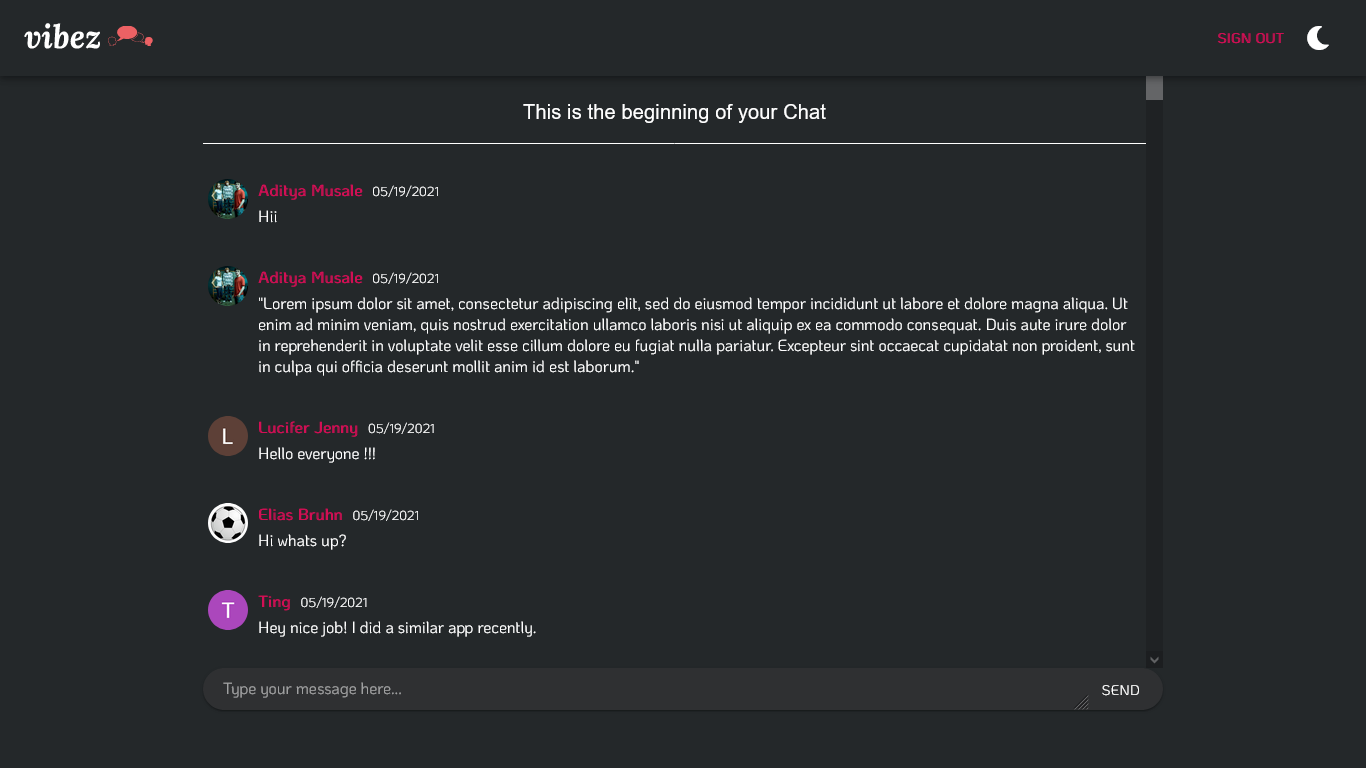 vibez
SIGN OUT
This is the beginning of your Chat
Aditya Musale 05/19/2021
Hii
Aditya Musale 05/19/2021
"Lorem ipsum dolor sit amet, consectetur adipiscing elit, sed do eiusmod tempor incididunt ut labore et dolore magna aliqua. Ut
enim ad minim veniam, quis nostrud exercitation ullamco laboris nisi ut aliquip ex ea commodo consequat. Duis aute irure dolor
in reprehenderit in voluptate velit esse cillum dolore eu fugiat nulla pariatur. Excepteur sint occaecat cupidatat non proident, sunt
in culpa qui officia deserunt mollit anim id est laborum."
L
Lucifer Jenny 05/19/2021
Hello everyone !!!
Elias Bruhn 05/19/2021
Hi whats up?
T
Ting 05/19/2021
Hey nice job! I did a similar app recently.
Type your message here...
SEND